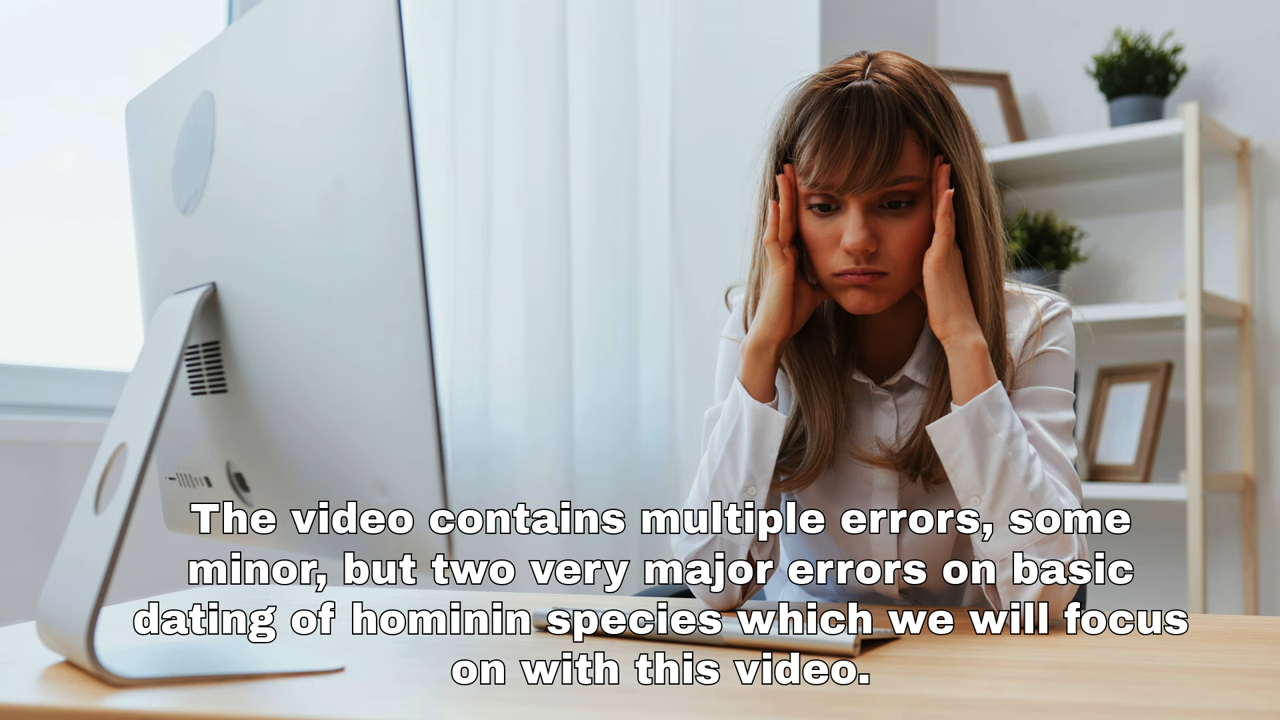 The video contains multiple errors, some
minor, but two very major errors on basic
dating of hominin species which we will focus
on with this video.